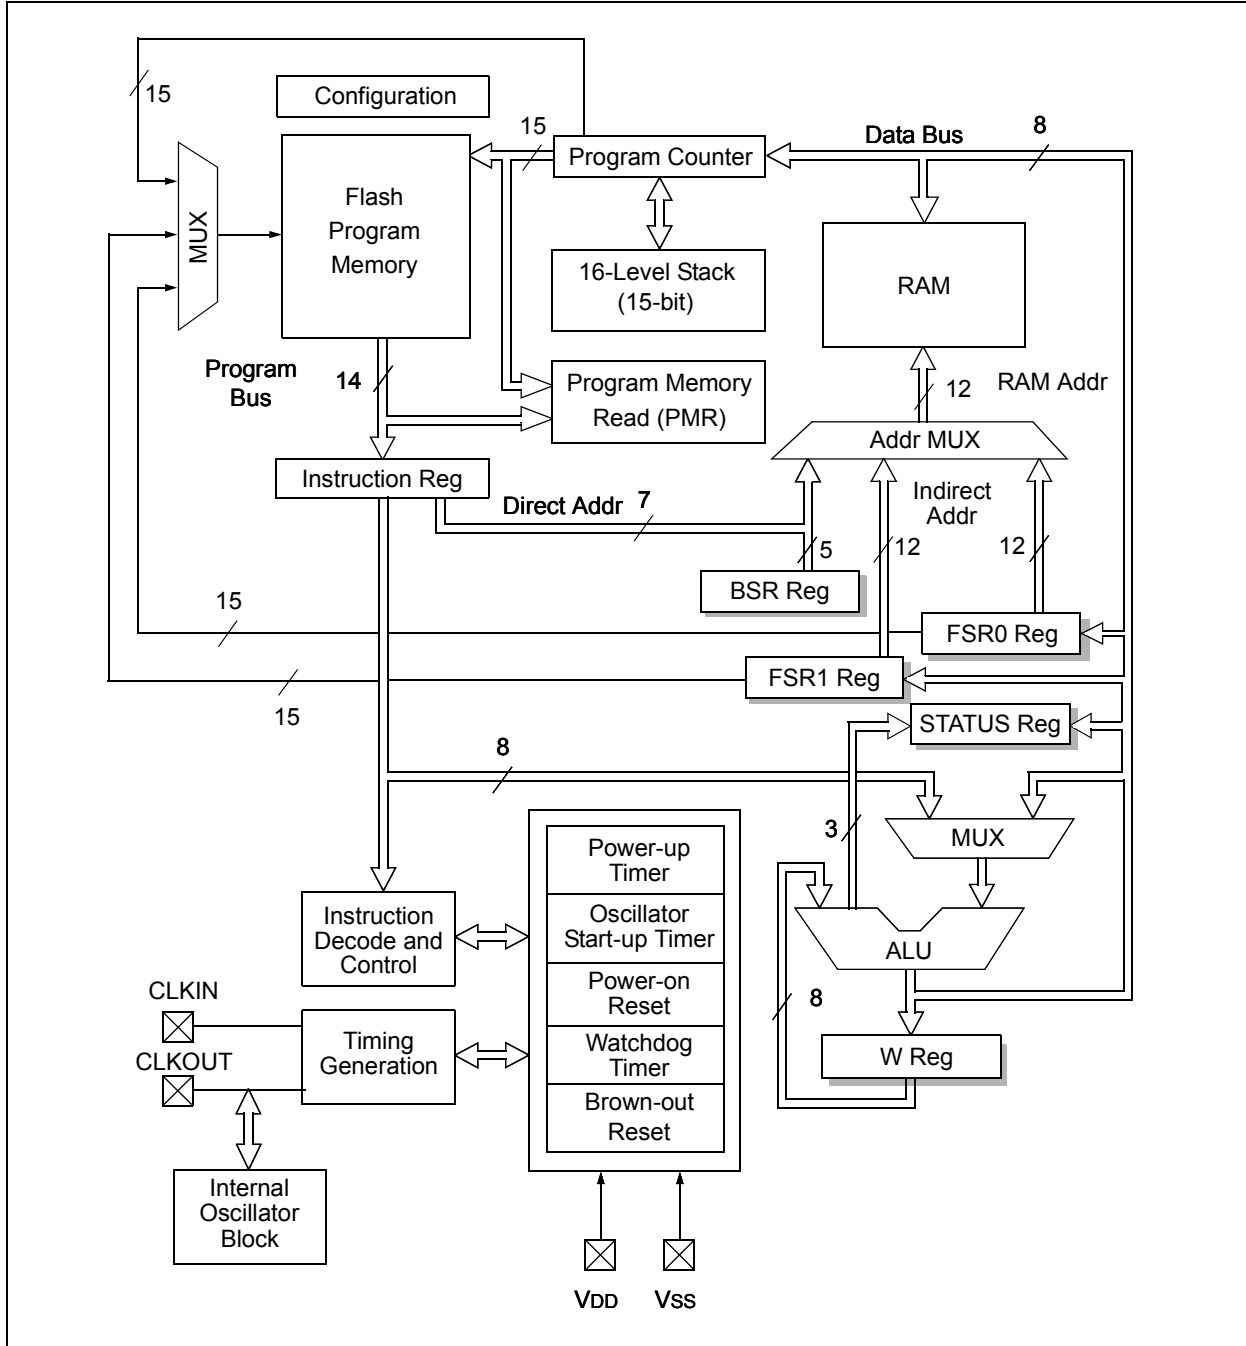 15
Configuration
15
Program Counter
Data Bus
8
MUX
Flash
Program
Memory
16-Level Stack
(15-bit)
RAM
Program
Bus
14
Program Memory
Read (PMR)
12
RAM Addr
Addr MUX
Instruction Reg
Direct Addr
7
Indirect
Addr
5
12
12
BSR Reg
15
FSR0 Reg
FSR1 Reg
15
STATUS Reg
8
3
MUX
Power-up
Timer
Oscillator
Start-up Timer
Power-on
Reset
Watchdog
Timer
Brown-out
Reset
Instruction
Decode and
Control
ALU
8
W Reg
CLKIN
CLKOUT
Timing
Generation
Internal
Oscillator
Block
VDD
VSS